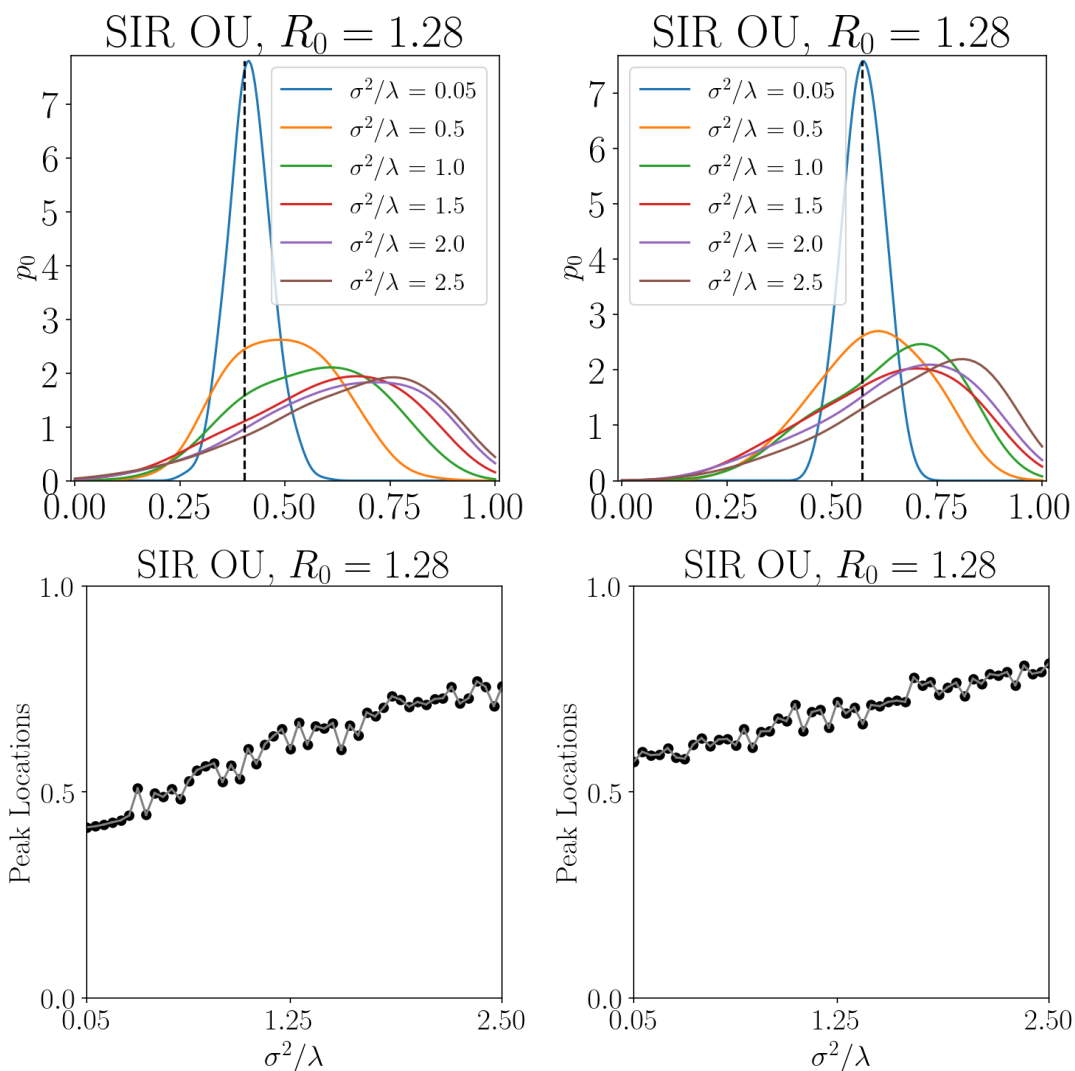 SIR OU, R₀ = 1.28
p₀
7
6
5
4
3
2
1
0
0.00 0.25 0.50 0.75 1.00
σ²/λ = 0.05
σ²/λ = 0.5
σ²/λ = 1.0
σ²/λ = 1.5
σ²/λ = 2.0
σ²/λ = 2.5
SIR OU, R₀ = 1.28
p₀
7
6
5
4
3
2
1
0
0.00 0.25 0.50 0.75 1.00
σ²/λ = 0.05
σ²/λ = 0.5
σ²/λ = 1.0
σ²/λ = 1.5
σ²/λ = 2.0
σ²/λ = 2.5
SIR OU, R₀ = 1.28
Peak Locations
1.0
0.5
0.0
0.05 1.25 2.50
σ²/λ
SIR OU, R₀ = 1.28
Peak Locations
1.0
0.5
0.0
0.05 1.25 2.50
σ²/λ